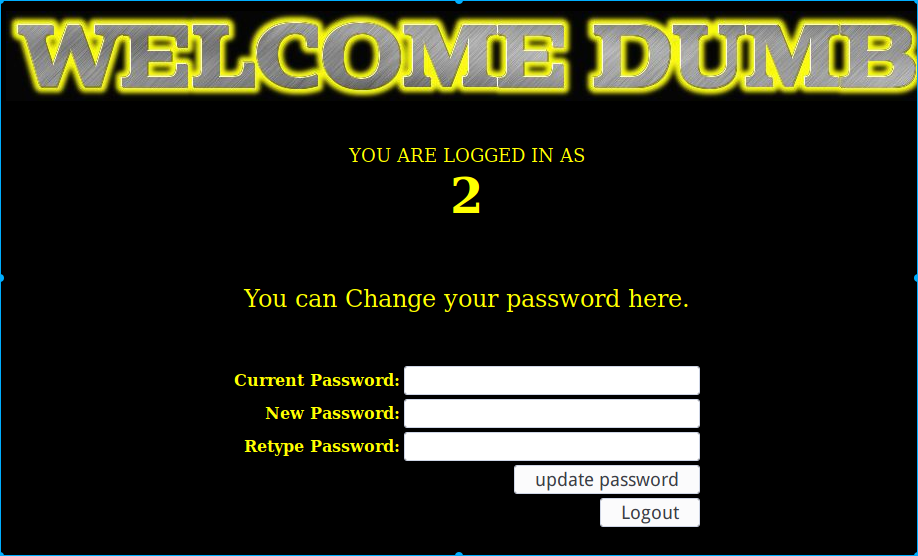 WELCOME DUMB
YOU ARE LOGGED IN AS
2
You can Change your password here.
Current Password:
New Password:
Retype Password:
update password
Logout